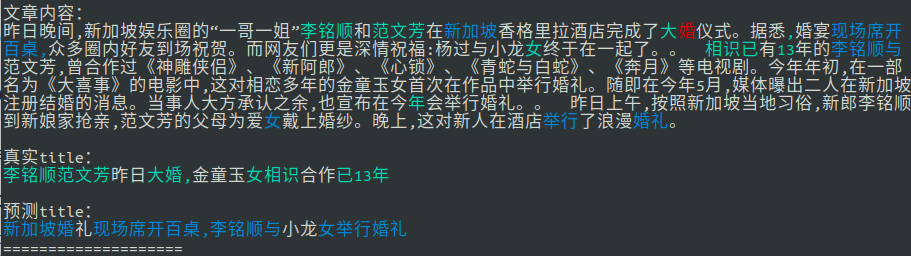 文章内容：
昨日晚间,新加坡娱乐圈的“一哥一姐”李铭顺和范文芳在新加坡香格里拉酒店完成了大婚仪式。据悉,婚宴现场席开
百桌,众多圈内好友到场祝贺。而网友们更是深情祝福:杨过与小龙女终于在一起了。。 相识已有13年的李铭顺与
范文芳,曾合作过《神雕侠侣》、《新阿郎》、《心锁》、《青蛇与白蛇》、《奔月》等电视剧。今年年初,在一部
名为《大喜事》的电影中,这对相恋多年的金童玉女首次在作品中举行婚礼。随即在今年5月,媒体曝出二人在新加坡
注册结婚的消息。当事人大方承认之余,也宣布在今年会举行婚礼。。 昨日上午,按照新加坡当地习俗,新郎李铭顺
到新娘家抢亲,范文芳的父母为爱女戴上婚纱。晚上,这对新人在酒店举行了浪漫婚礼。
真实title:
李铭顺范文芳昨日大婚,金童玉女相识合作已13年
预测title:
新加坡婚礼现场席开百桌,李铭顺与小龙女举行婚礼
====================